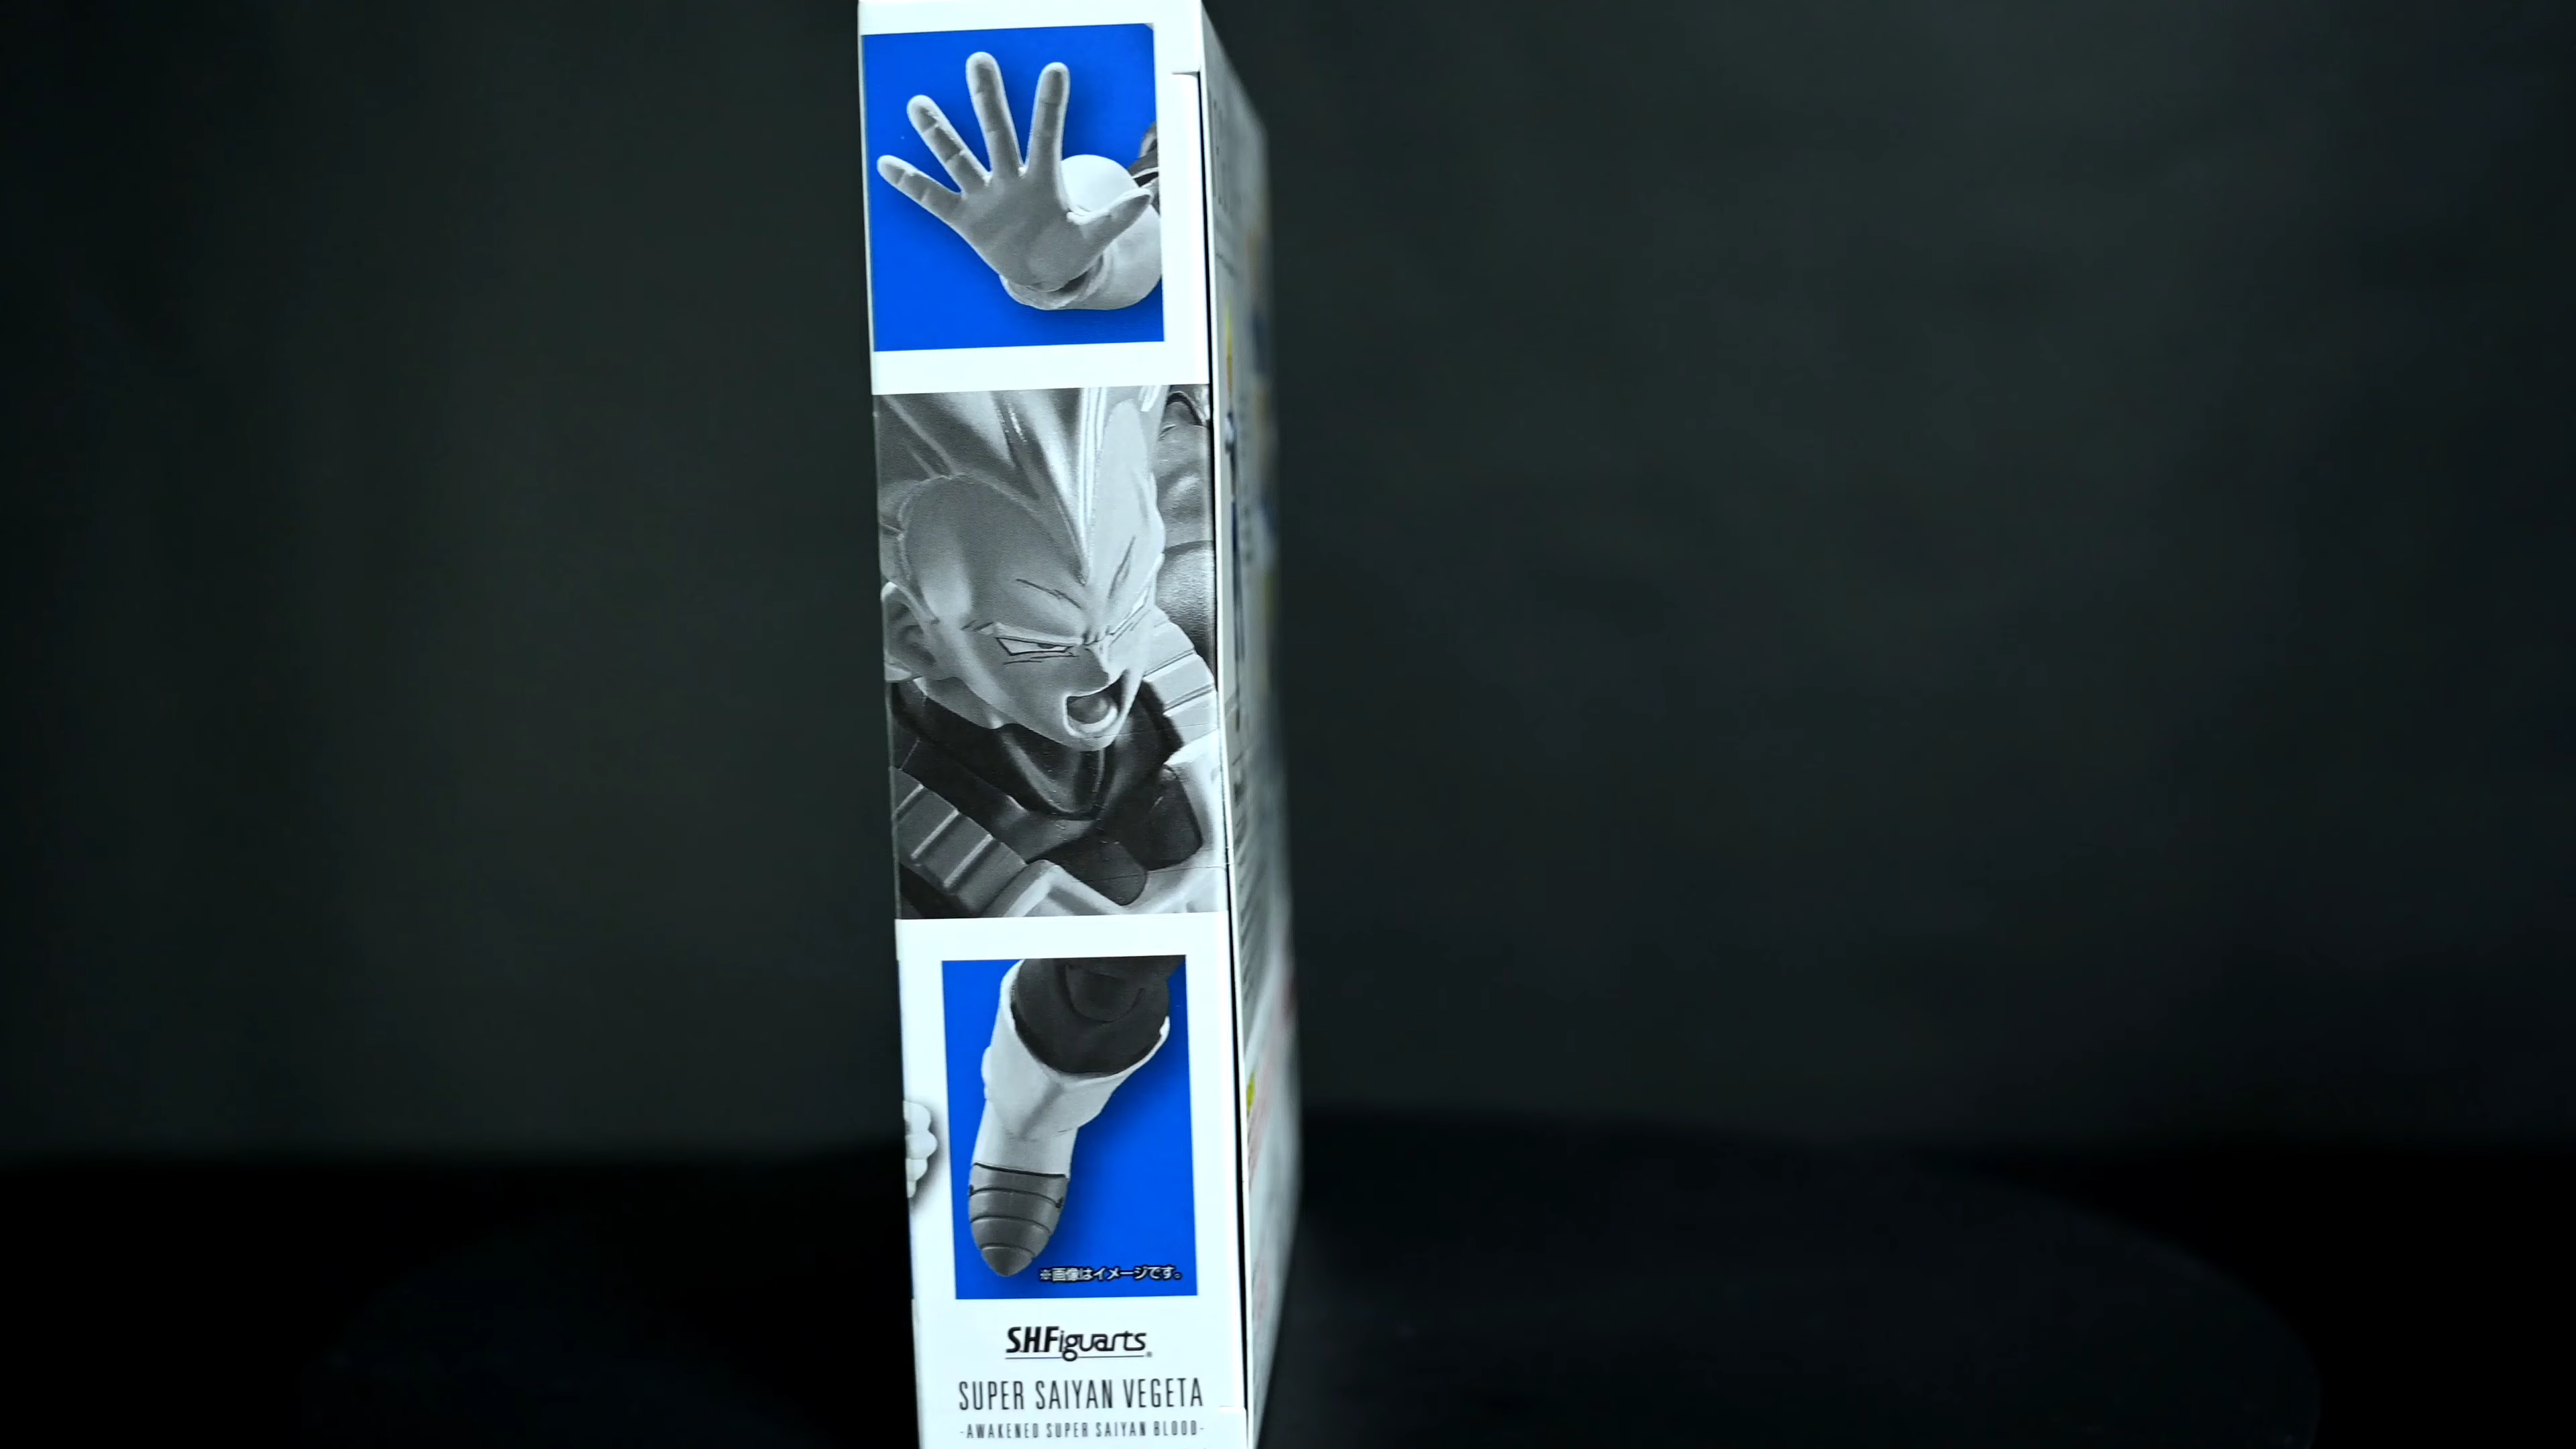 ※画像はイメージです。
S.H.Figuarts
SUPER SAIYAN VEGETA
-AWAKENED SUPER SAIYAN BLOOD-